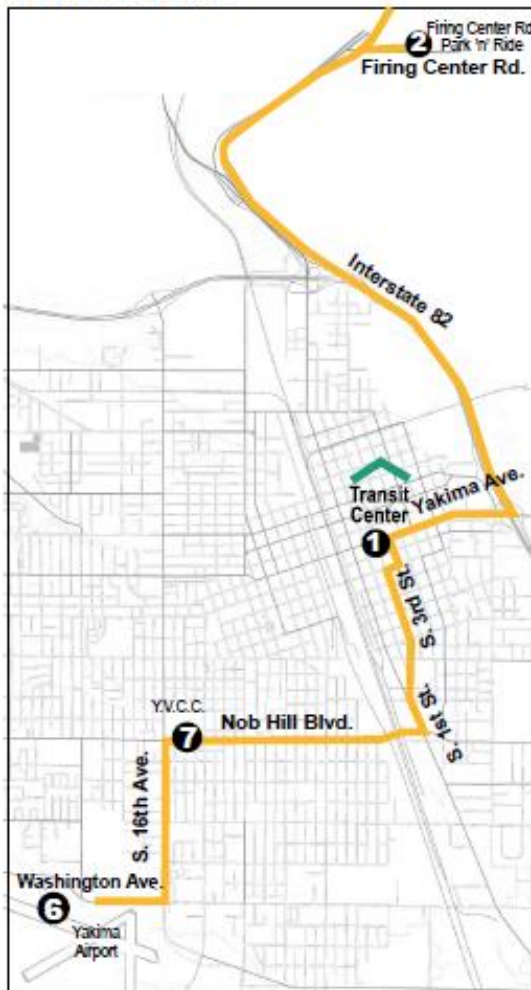 2
Firing Center Rd
Park 'n' Ride
Firing Center Rd.
Interstate 82
Transit
Center
Yakima Ave.
1
S. 3rd St.
S. 1st St.
Y.V.C.C.
7
Nob Hill Blvd.
S. 16th Ave.
Washington Ave.
6
Yakima
Airport